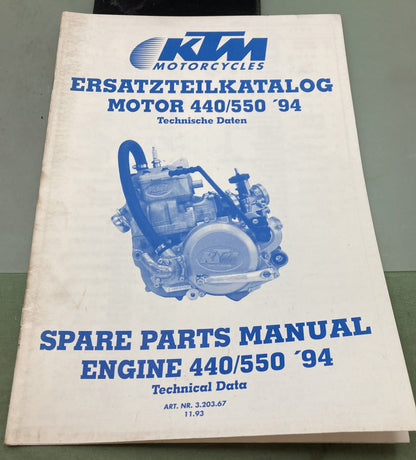 KTM
MOTORCYCLES
ERSATZTEILKATALOG
MOTOR 440/550 ´94
Technische Daten
KTM
SPARE PARTS MANUAL
ENGINE 440/550 ´94
Technical Data
ART. NR. 3.203.67
11.93